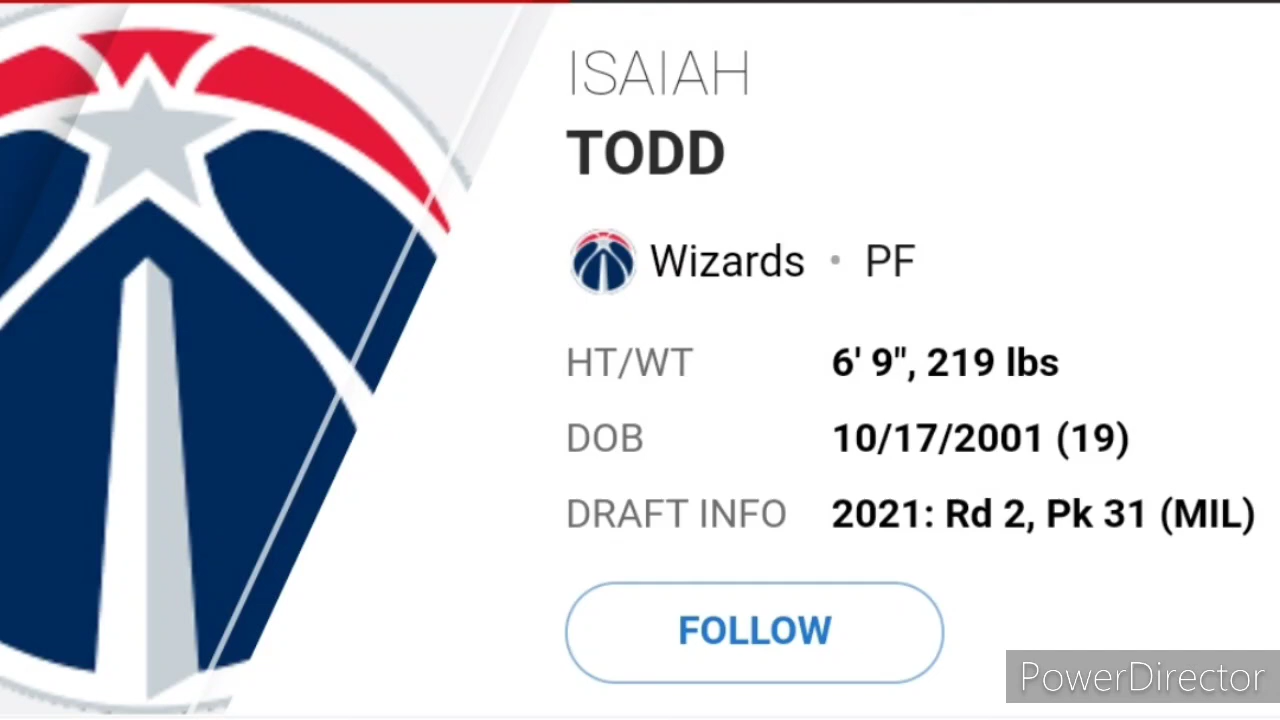 ISAIAH
TODD
Wizards • PF
HT/WT 6' 9", 219 lbs
DOB 10/17/2001 (19)
DRAFT INFO 2021: Rd 2, Pk 31 (MIL)
FOLLOW
PowerDirector